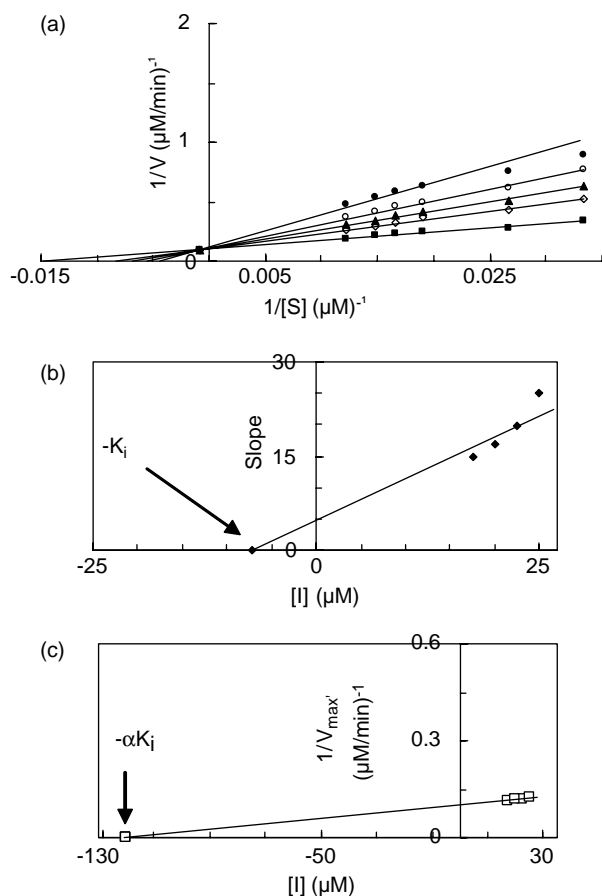 (a)
2
1
0
1/V (µM/min)⁻¹
-0.015
0.005
0.025
1/[S] (µM)⁻¹
(b)
30
15
0
Slope
-Kᵢ
-25
0
25
[I] (µM)
(c)
0.6
0.3
0
1/Vmax' (µM/min)⁻¹
-αKᵢ
-130
-50
30
[I] (µM)